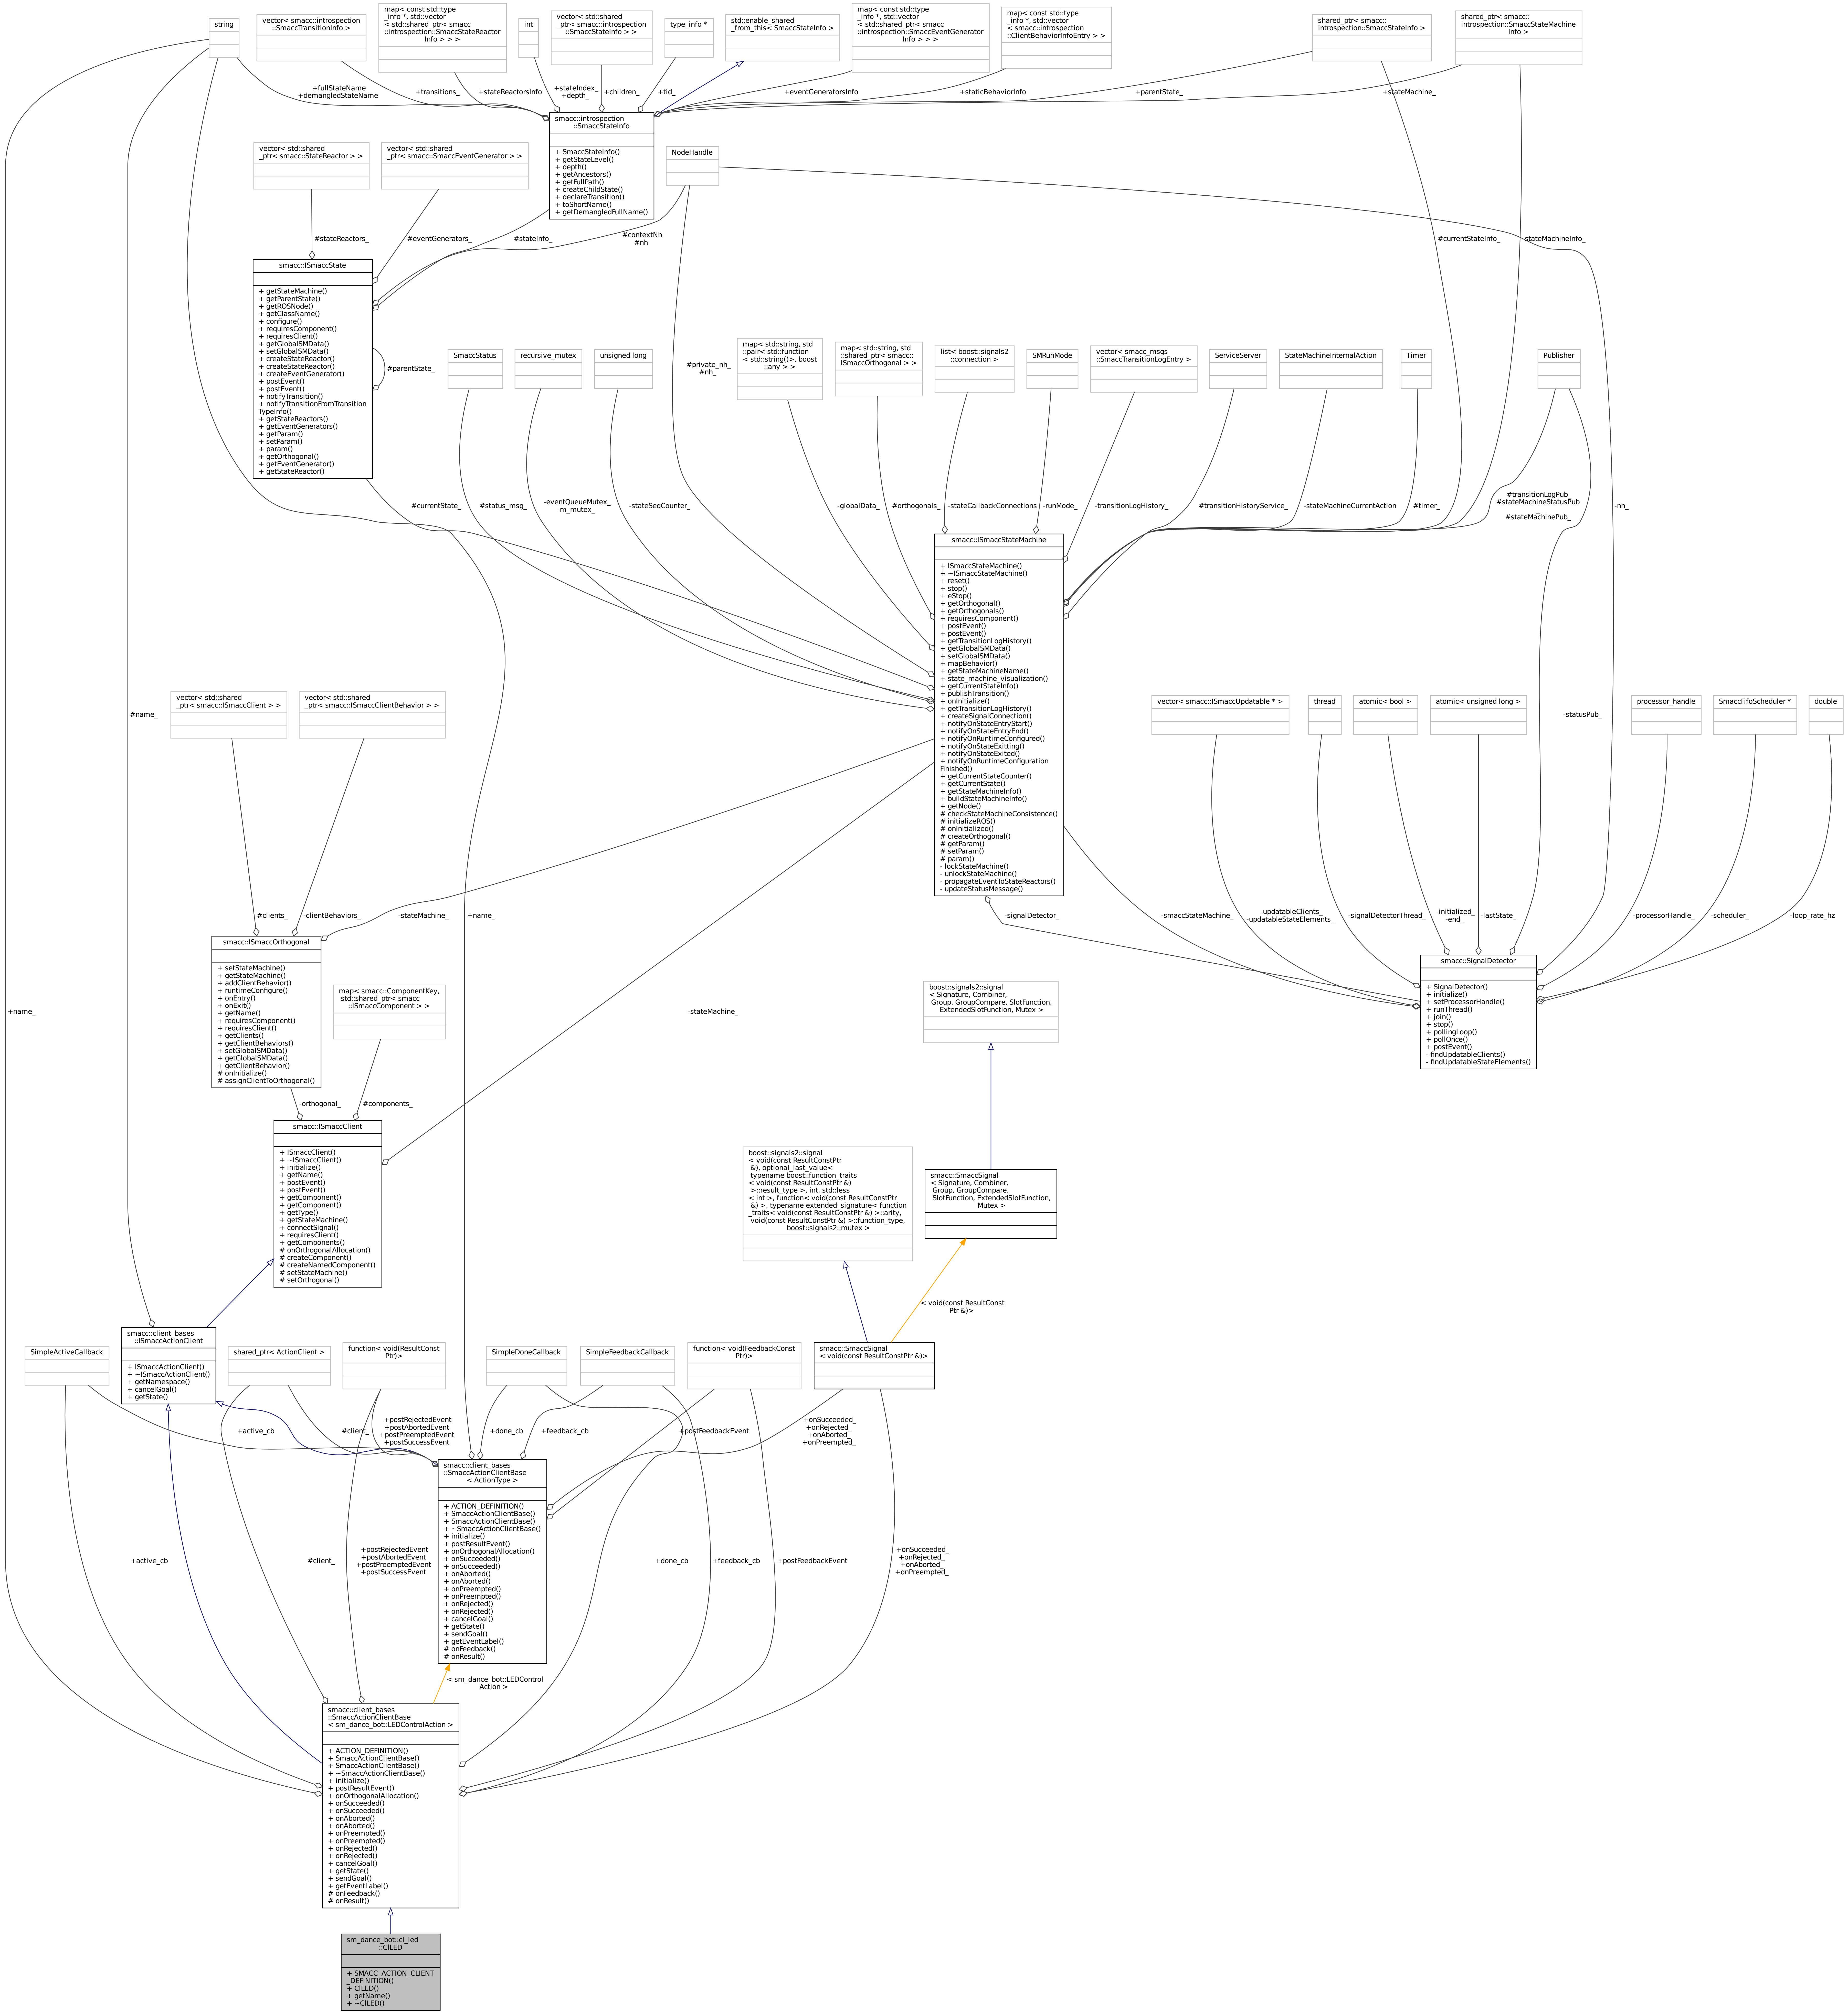 string
vector< smacc::introspection
::SmaccTransitionInfo >
map< const std::type
_info *, std::vector
< std::shared_ptr< smacc
::introspection::SmaccStateReactor
Info > > >
int
vector< std::shared
_ptr< smacc::introspection
::SmaccStateInfo > >
type_info *
std::enable_shared
_from_this< SmaccStateInfo >
map< const std::type
_info *, std::vector
< std::shared_ptr< smacc
::introspection::SmaccEventGenerator
Info > > >
map< const std::type
_info *, std::vector
< smacc::introspection
::ClientBehaviorInfoEntry > >
shared_ptr< smacc::
introspection::SmaccStateInfo >
shared_ptr< smacc::
introspection::SmaccStateMachine
Info >
+fullStateName
+demangledStateName
+transitions_
+stateReactorsInfo
+stateIndex_
+depth_
+children_
+tid_
+eventGeneratorsInfo
+staticBehaviorInfo
+parentState_
+stateMachine_
smacc::introspection
::SmaccStateInfo
+ SmaccStateInfo()
+ getStateLevel()
+ depth()
+ getAncestors()
+ getFullPath()
+ createChildState()
+ declareTransition()
+ toShortName()
+ getDemangledFullName()
vector< std::shared
_ptr< smacc::StateReactor > >
vector< std::shared
_ptr< smacc::SmaccEventGenerator > >
NodeHandle
#stateReactors_
#eventGenerators_
#stateInfo_
#contextNh
#nh
#currentStateInfo_
stateMachineInfo_
smacc::ISmaccState
+ getStateMachine()
+ getParentState()
+ getROSNode()
+ getClassName()
+ configure()
+ requiresComponent()
+ requiresClient()
+ getGlobalSMData()
+ setGlobalSMData()
+ createStateReactor()
+ createStateReactor()
+ createEventGenerator()
+ postEvent()
+ postEvent()
+ notifyTransition()
+ notifyTransitionFromTransition
TypeInfo()
+ getStateReactors()
+ getEventGenerators()
+ getParam()
+ setParam()
+ param()
+ getOrthogonal()
+ getEventGenerator()
+ getStateReactor()
#parentState_
SmaccStatus
recursive_mutex
unsigned long
#private_nh_
#nh_
map< std::string, std
::pair< std::function
< std::string()>, boost
::any > >
map< std::string, std
::shared_ptr< smacc::
ISmaccOrthogonal > >
list< boost::signals2
::connection >
SMRunMode
vector< smacc_msgs
::SmaccTransitionLogEntry >
ServiceServer
StateMachineInternalAction
Timer
Publisher
#currentState_
#status_msg_
-eventQueueMutex_
-m_mutex_
-stateSeqCounter_
-globalData_
#orthogonals_
-stateCallbackConnections
-runMode_
-transitionLogHistory_
#transitionHistoryService_
-stateMachineCurrentAction
#timer_
#transitionLogPub_
#stateMachineStatusPub
_
#stateMachinePub_
-nh_
smacc::ISmaccStateMachine
+ ISmaccStateMachine()
+ ~ISmaccStateMachine()
+ reset()
+ stop()
+ eStop()
+ getOrthogonal()
+ getOrthogonals()
+ requiresComponent()
+ postEvent()
+ postEvent()
+ getTransitionLogHistory()
+ getGlobalSMData()
+ setGlobalSMData()
+ mapBehavior()
+ getStateMachineName()
+ state_machine_visualization()
+ getCurrentStateInfo()
+ publishTransition()
+ onInitialize()
+ getTransitionLogHistory()
+ createSignalConnection()
+ notifyOnStateEntryStart()
+ notifyOnStateEntryEnd()
+ notifyOnRuntimeConfigured()
+ notifyOnStateExitting()
+ notifyOnStateExited()
+ notifyOnRuntimeConfiguration
Finished()
+ getCurrentStateCounter()
+ getCurrentState()
+ getStateMachineInfo()
+ buildStateMachineInfo()
+ getNode()
# checkStateMachineConsistence()
# initializeROS()
# onInitialized()
# createOrthogonal()
# getParam()
# setParam()
# param()
- lockStateMachine()
- unlockStateMachine()
- propagateEventToStateReactors()
- updateStatusMessage()
vector< std::shared
_ptr< smacc::ISmaccClient > >
vector< std::shared
_ptr< smacc::ISmaccClientBehavior > >
#name_
vector< smacc::ISmaccUpdatable * >
thread
atomic< bool >
atomic< unsigned long >
-statusPub_
processor_handle
SmaccFifoScheduler *
double
#clients_
-clientBehaviors_
-stateMachine_
+name_
-signalDetector_
-smaccStateMachine_
-updatableClients_
-updatableStateElements_
-signalDetectorThread_
-initialized_
-end_
-lastState_
-processorHandle_
-scheduler_
-loop_rate_hz
smacc::ISmaccOrthogonal
+ setStateMachine()
+ getStateMachine()
+ addClientBehavior()
+ runtimeConfigure()
+ onEntry()
+ onExit()
+ getName()
+ requiresComponent()
+ requiresClient()
+ getClients()
+ getClientBehaviors()
+ setGlobalSMData()
+ getGlobalSMData()
+ getClientBehavior()
# onInitialize()
# assignClientToOrthogonal()
smacc::SignalDetector
+ SignalDetector()
+ initialize()
+ setProcessorHandle()
+ runThread()
+ join()
+ stop()
+ pollingLoop()
+ pollOnce()
+ postEvent()
- findUpdatableClients()
- findUpdatableStateElements()
map< smacc::ComponentKey,
std::shared_ptr< smacc
::ISmaccComponent > >
+name_
-stateMachine_
boost::signals2::signal
< Signature, Combiner,
Group, GroupCompare, SlotFunction,
ExtendedSlotFunction, Mutex >
-orthogonal_
#components_
smacc::ISmaccClient
+ ISmaccClient()
+ ~ISmaccClient()
+ initialize()
+ getName()
+ postEvent()
+ postEvent()
+ getComponent()
+ getComponent()
+ getType()
+ getStateMachine()
+ connectSignal()
+ requiresClient()
+ getComponents()
# onOrthogonalAllocation()
# createComponent()
# createNamedComponent()
# setStateMachine()
# setOrthogonal()
boost::signals2::signal
< void(const ResultConstPtr
&), optional_last_value<
typename boost::function_traits
< void(const ResultConstPtr &)
>::result_type >, int, std::less
< int >, function< void(const ResultConstPtr
&) >, typename extended_signature< function
_traits< void(const ResultConstPtr &) >::arity,
void(const ResultConstPtr &) >::function_type,
boost::signals2::mutex >
smacc::SmaccSignal
< Signature, Combiner,
Group, GroupCompare,
SlotFunction, ExtendedSlotFunction,
Mutex >
< void(const ResultConst
Ptr &)>
smacc::client_bases
::ISmaccActionClient
+ ISmaccActionClient()
+ ~ISmaccActionClient()
+ getNamespace()
+ cancelGoal()
+ getState()
SimpleActiveCallback
shared_ptr< ActionClient >
function< void(ResultConst
Ptr)>
SimpleDoneCallback
SimpleFeedbackCallback
function< void(FeedbackConst
Ptr)>
smacc::SmaccSignal
< void(const ResultConstPtr &)>
+active_cb
#client_
+postRejectedEvent
+postAbortedEvent
+postPreemptedEvent
+postSuccessEvent
+done_cb
+feedback_cb
+postFeedbackEvent
+onSucceeded_
+onRejected_
+onAborted_
+onPreempted_
smacc::client_bases
::SmaccActionClientBase
< ActionType >
+ ACTION_DEFINITION()
+ SmaccActionClientBase()
+ SmaccActionClientBase()
+ ~SmaccActionClientBase()
+ initialize()
+ postResultEvent()
+ onOrthogonalAllocation()
+ onSucceeded()
+ onSucceeded()
+ onAborted()
+ onAborted()
+ onPreempted()
+ onPreempted()
+ onRejected()
+ onRejected()
+ cancelGoal()
+ getState()
+ sendGoal()
+ getEventLabel()
# onFeedback()
# onResult()
+active_cb
#client_
+postRejectedEvent
+postAbortedEvent
+postPreemptedEvent
+postSuccessEvent
+done_cb
+feedback_cb
+postFeedbackEvent
+onSucceeded_
+onRejected_
+onAborted_
+onPreempted_
< sm_dance_bot::LEDControl
Action >
smacc::client_bases
::SmaccActionClientBase
< sm_dance_bot::LEDControlAction >
+ ACTION_DEFINITION()
+ SmaccActionClientBase()
+ SmaccActionClientBase()
+ ~SmaccActionClientBase()
+ initialize()
+ postResultEvent()
+ onOrthogonalAllocation()
+ onSucceeded()
+ onSucceeded()
+ onAborted()
+ onAborted()
+ onPreempted()
+ onPreempted()
+ onRejected()
+ onRejected()
+ cancelGoal()
+ getState()
+ sendGoal()
+ getEventLabel()
# onFeedback()
# onResult()
sm_dance_bot::cl_led
::ClLED
+ SMACC_ACTION_CLIENT
_DEFINITION()
+ ClLED()
+ getName()
+ ~ClLED()